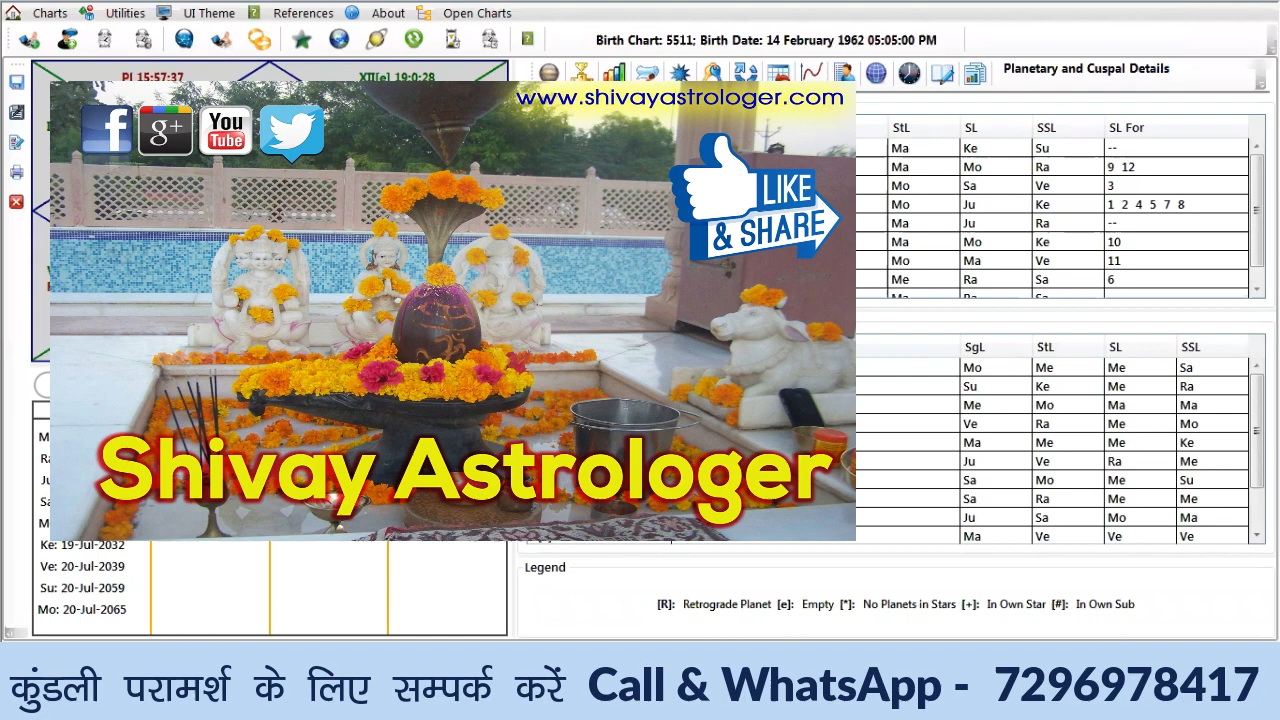 Charts Utilities UI Theme References About Open Charts
Birth Chart: 5511; Birth Date: 14 February 1962 05:05:00 PM
PI 15:57:37 XII[e] 19:0:28
Planetary and Cuspal Details
www.shivayastrologer.com
f g+ You Tube
LIKE
& SHARE
StL SL SSL SL For
Ma Ke Su --
Ma Mo Ra 9 12
Mo Sa Ve 3
Mo Ju Ke 1 2 4 5 7 8
Ma Ju Ra --
Ma Mo Ke 10
Mo Ma Ve 11
Me Ra Sa 6
Ma Ra Sa
SgL StL SL SSL
Mo Me Me Sa
Su Ke Me Ra
Me Mo Ma Ma
Ve Ra Me Mo
Ma Me Me Ke
Ju Ve Ra Me
Sa Mo Me Su
Sa Ra Me Me
Ju Sa Mo Ma
Ma Ve Ve Ve
Shivay Astrologer
Ke: 19-Jul-2032
Ve: 20-Jul-2039
Su: 20-Jul-2059
Mo: 20-Jul-2065
Legend
[R]: Retrograde Planet [e]: Empty [*]: No Planets in Stars [+]: In Own Star [#]: In Own Sub
कुंडली परामर्श के लिए सम्पर्क करें Call & WhatsApp - 7296978417